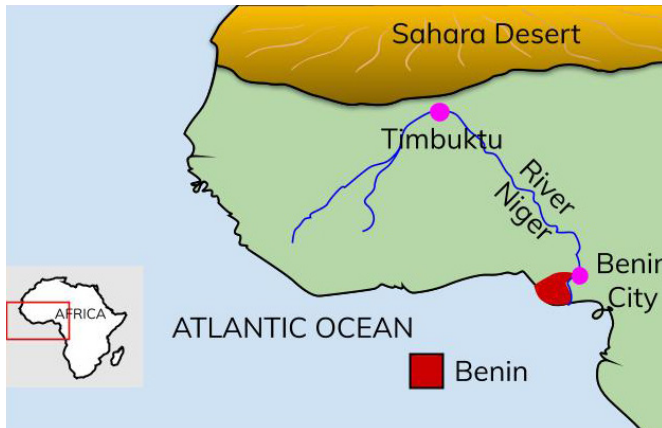 Sahara Desert
Timbuktu
River
Niger
Benin
City
AFRICA
ATLANTIC OCEAN
Benin